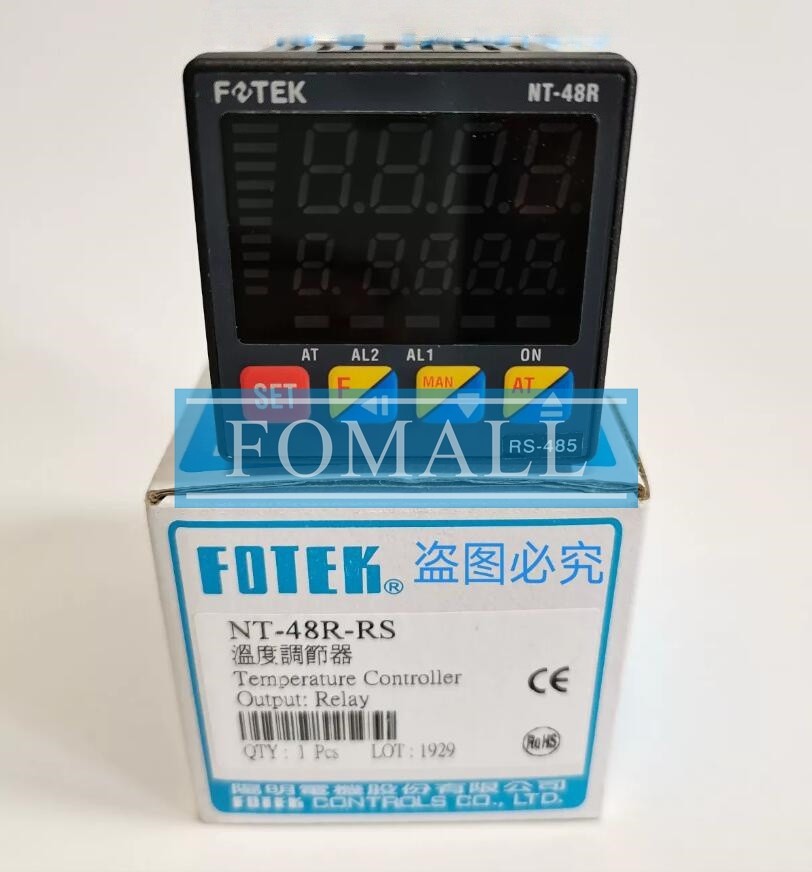 FOTEK NT-48R
AT AL2 AL1 ON
SET F MAN AT
RS-485
FOMALL
FOTEK® 盗图必究
NT-48R-RS
溫度調節器
Temperature Controller
Output: Relay
CE
QTY : 1 Pcs LOT : 1929
RoHS
陽明電機股份有限公司
FOTEK CONTROLS CO., LTD.